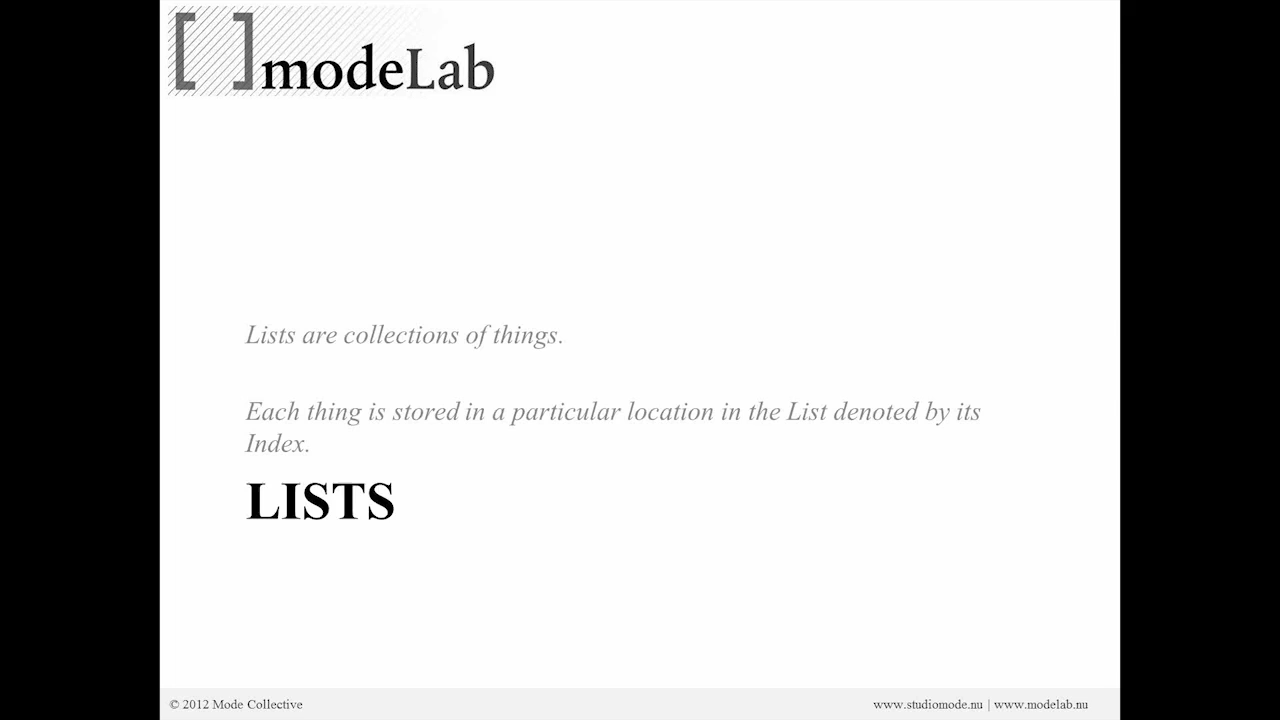 [ ] modeLab
Lists are collections of things.
Each thing is stored in a particular location in the List denoted by its
Index.
LISTS
© 2012 Mode Collective
www.studiomode.nu | www.modelab.nu